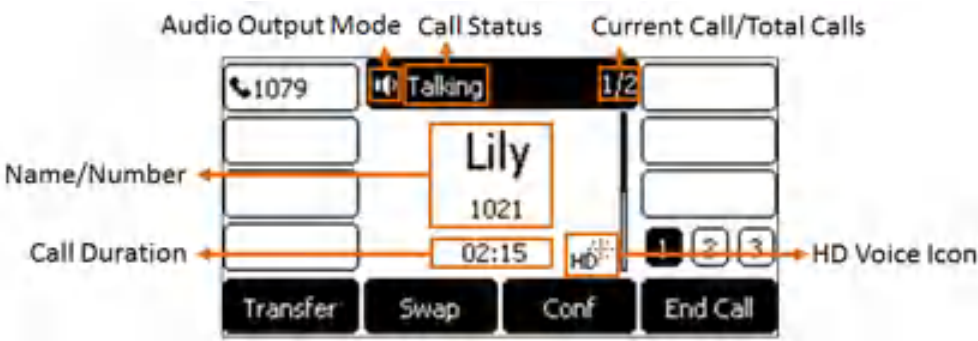 Audio Output Mode Call Status Current Call/Total Calls
1079 Talking 1/2
Lily
Name/Number
1021
Call Duration 02:15 HD 1 2 3 HD Voice Icon
Transfer Swap Conf End Call